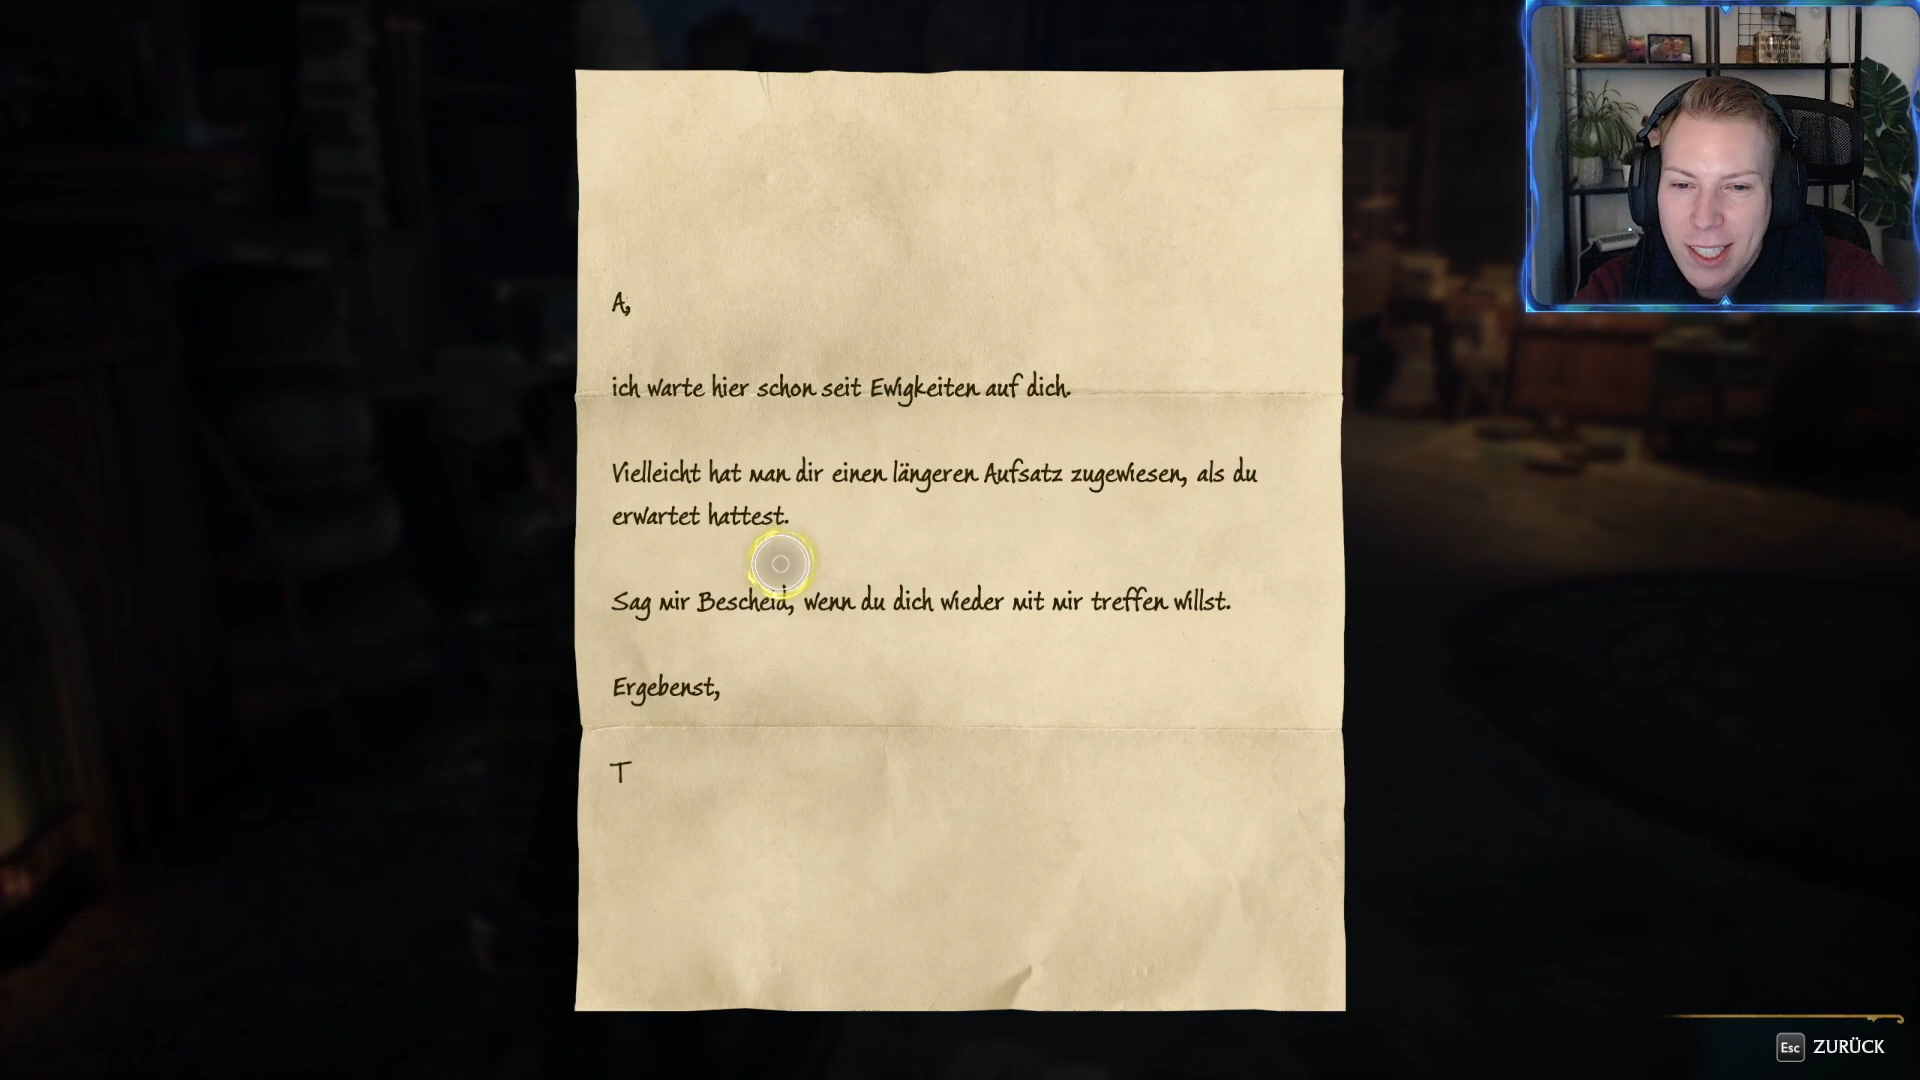 A,
ich warte hier schon seit Ewigkeiten auf dich.
Vielleicht hat man dir einen längeren Aufsatz zugewiesen, als du
erwartet hattest.
Sag mir Bescheid, wenn du dich wieder mit mir treffen willst.
Ergebenst,
T
Esc ZURÜCK